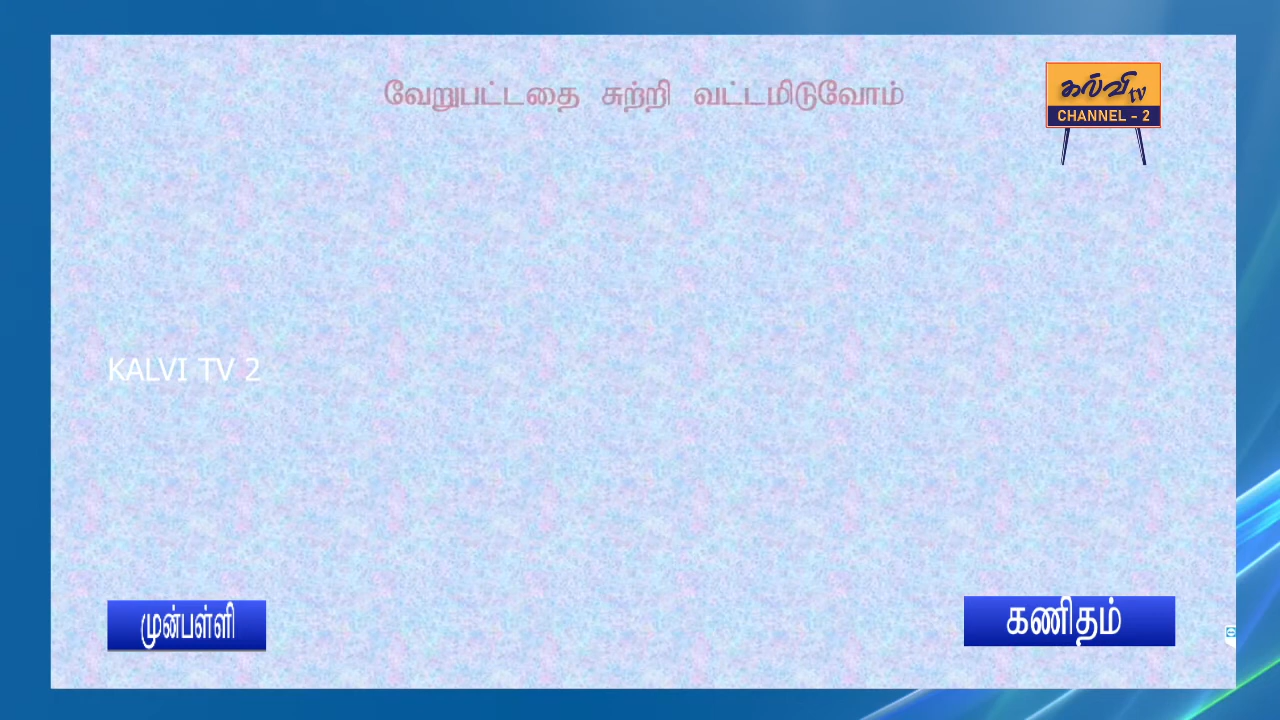 வேறுபட்டதை சுற்றி வட்டமிடுவோம்
கல்வி tv
CHANNEL - 2
KALVI TV 2
முன்பள்ளி
கணிதம்